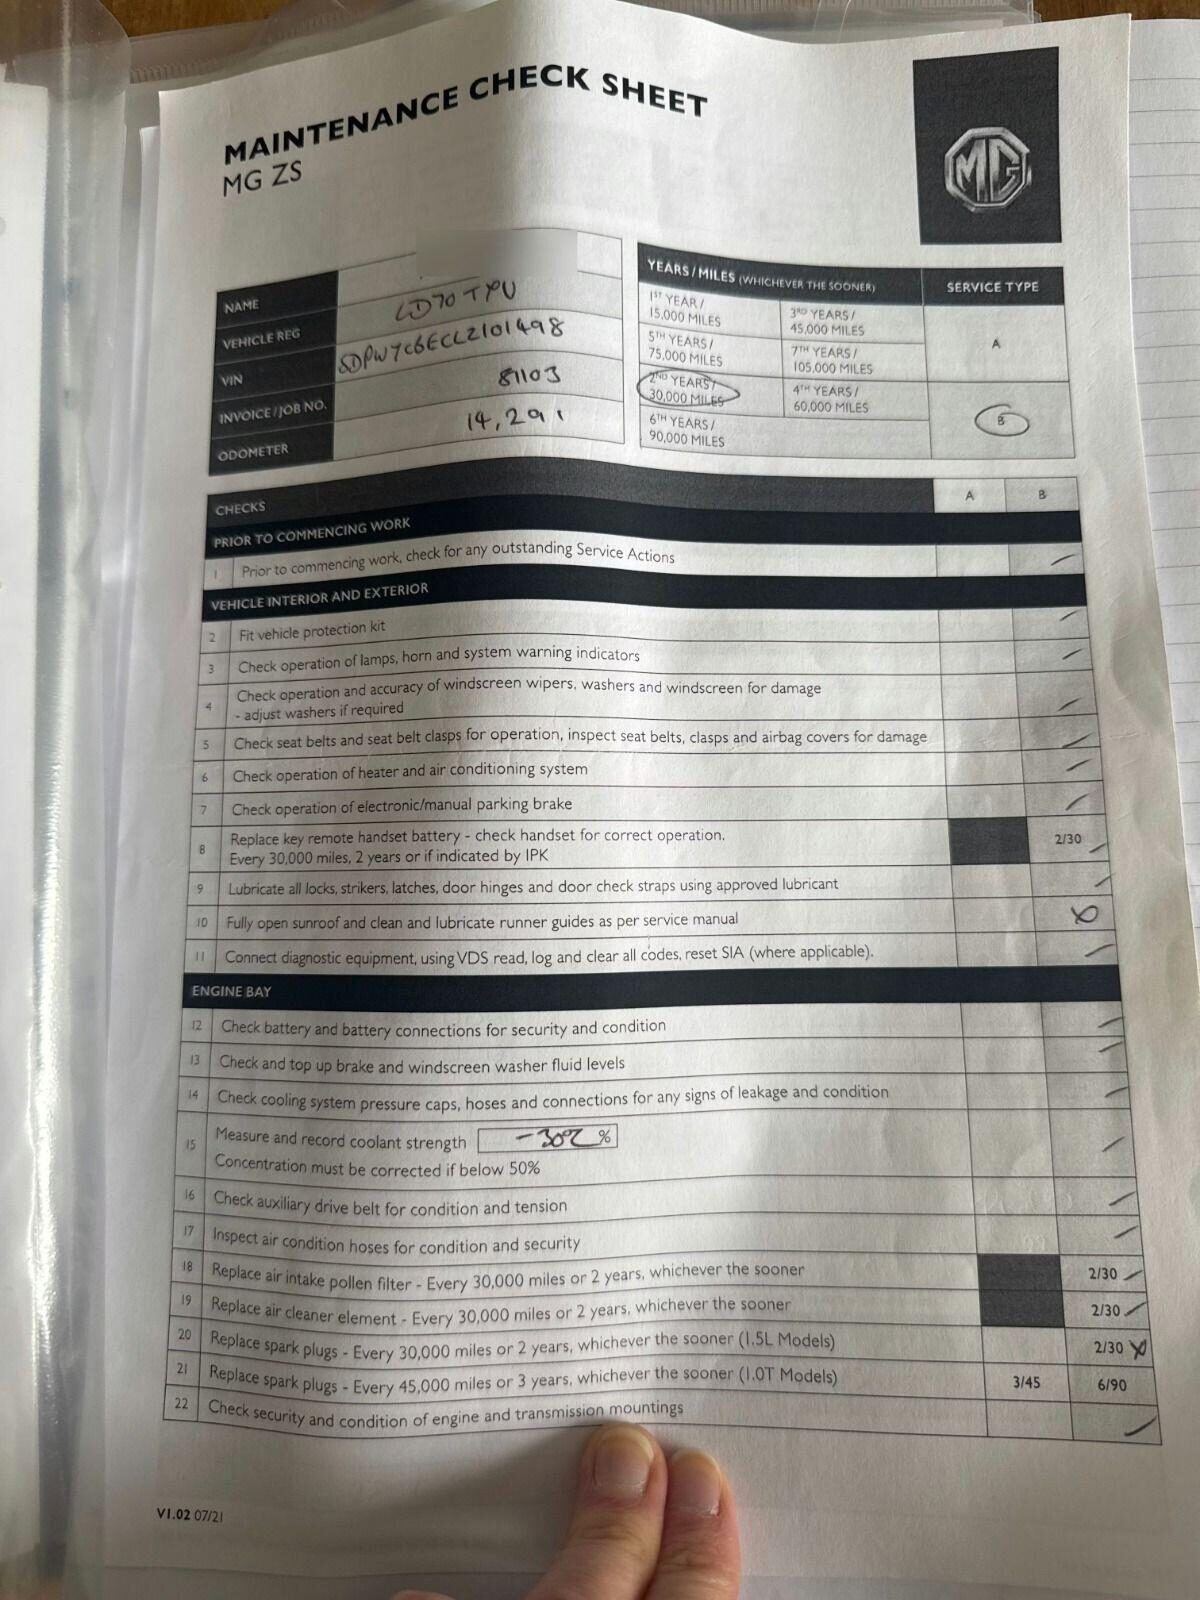 MAINTENANCE CHECK SHEET
MG ZS
MG
NAME
VEHICLE REG LD70 TPU
VIN SDPW7C6ECLZ101498
INVOICE/JOB NO. 81103
ODOMETER 14,291
YEARS/MILES (WHICHEVER THE SOONER) SERVICE TYPE
1ST YEAR/
15,000 MILES
3RD YEARS/
45,000 MILES
5TH YEARS/
75,000 MILES
7TH YEARS/
105,000 MILES
A
2ND YEARS/
30,000 MILES
4TH YEARS/
60,000 MILES
6TH YEARS/
90,000 MILES
B
CHECKS A B
PRIOR TO COMMENCING WORK
1 Prior to commencing work, check for any outstanding Service Actions
VEHICLE INTERIOR AND EXTERIOR
2 Fit vehicle protection kit
3 Check operation of lamps, horn and system warning indicators
4 Check operation and accuracy of windscreen wipers, washers and windscreen for damage
- adjust washers if required
5 Check seat belts and seat belt clasps for operation, inspect seat belts, clasps and airbag covers for damage
6 Check operation of heater and air conditioning system
7 Check operation of electronic/manual parking brake
8 Replace key remote handset battery - check handset for correct operation.
Every 30,000 miles, 2 years or if indicated by IPK 2/30
9 Lubricate all locks, strikers, latches, door hinges and door check straps using approved lubricant
10 Fully open sunroof and clean and lubricate runner guides as per service manual
11 Connect diagnostic equipment, using VDS read, log and clear all codes, reset SIA (where applicable).
ENGINE BAY
12 Check battery and battery connections for security and condition
13 Check and top up brake and windscreen washer fluid levels
14 Check cooling system pressure caps, hoses and connections for any signs of leakage and condition
15 Measure and record coolant strength -30°C %
Concentration must be corrected if below 50%
16 Check auxiliary drive belt for condition and tension
17 Inspect air condition hoses for condition and security
18 Replace air intake pollen filter - Every 30,000 miles or 2 years, whichever the sooner 2/30
19 Replace air cleaner element - Every 30,000 miles or 2 years, whichever the sooner 2/30
20 Replace spark plugs - Every 30,000 miles or 2 years, whichever the sooner (1.5L Models) 2/30
21 Replace spark plugs - Every 45,000 miles or 3 years, whichever the sooner (1.0T Models) 3/45 6/90
22 Check security and condition of engine and transmission mountings
V1.02 07/21